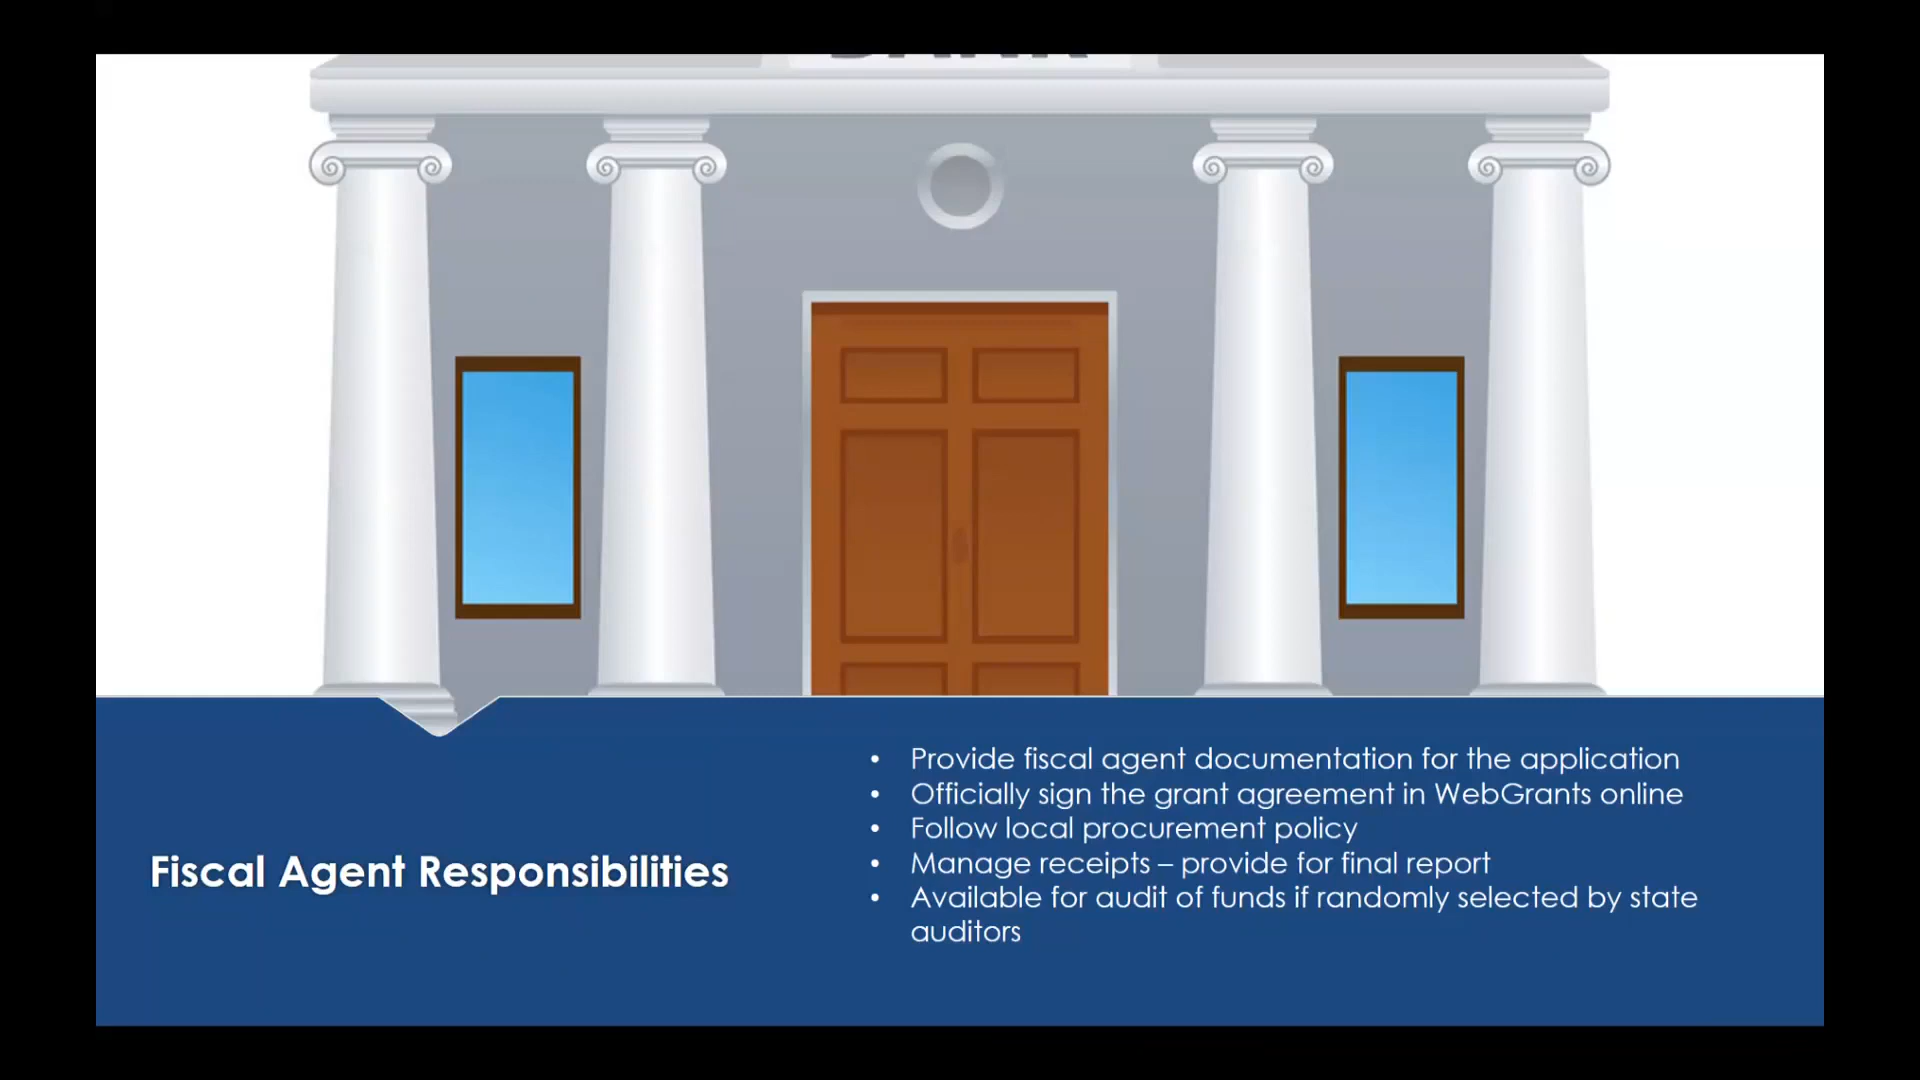 Fiscal Agent Responsibilities
• Provide fiscal agent documentation for the application
• Officially sign the grant agreement in WebGrants online
• Follow local procurement policy
• Manage receipts – provide for final report
• Available for audit of funds if randomly selected by state
auditors